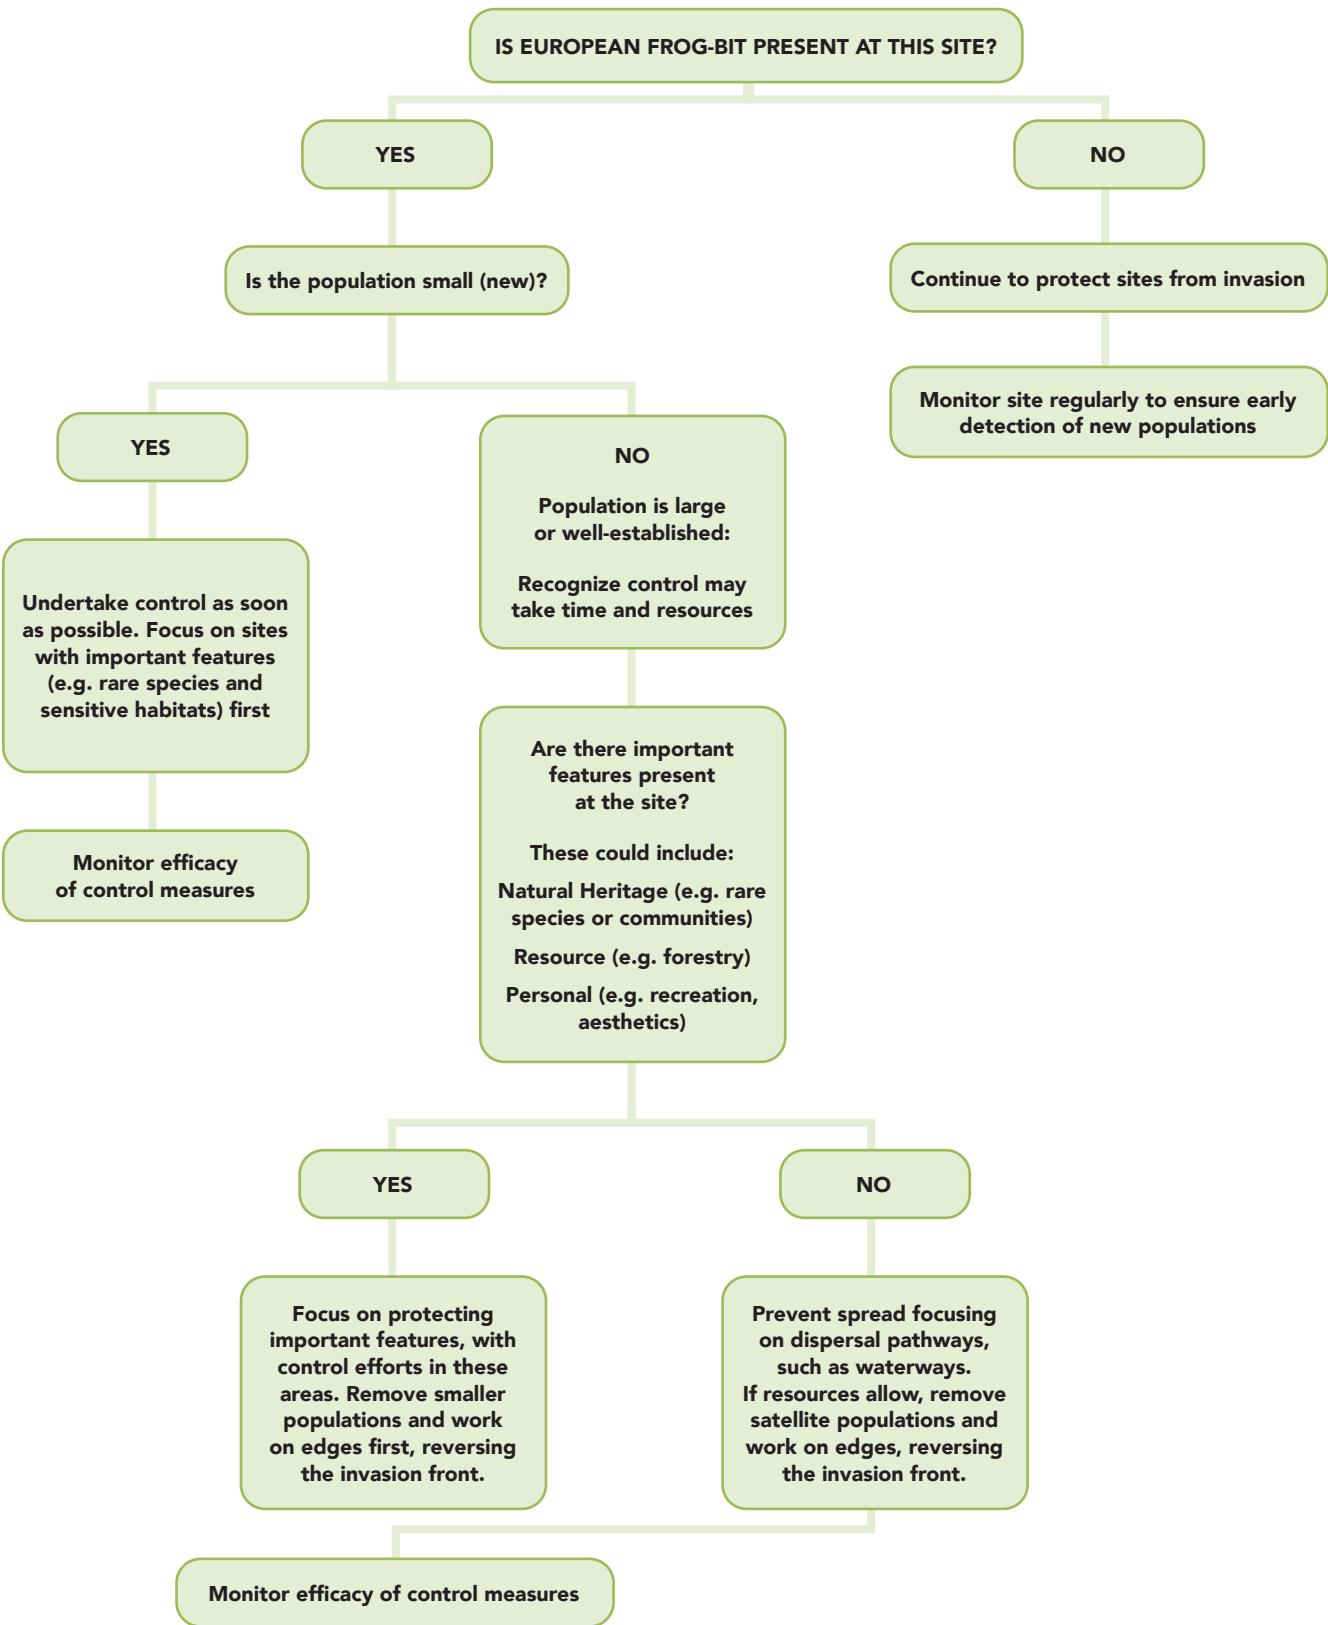 IS EUROPEAN FROG-BIT PRESENT AT THIS SITE?
YES
NO
Is the population small (new)?
Continue to protect sites from invasion
Monitor site regularly to ensure early
detection of new populations
YES
NO
Population is large
or well-established:
Recognize control may
take time and resources
Undertake control as soon
as possible. Focus on sites
with important features
(e.g. rare species and
sensitive habitats) first
Monitor efficacy
of control measures
Are there important
features present
at the site?
These could include:
Natural Heritage (e.g. rare
species or communities)
Resource (e.g. forestry)
Personal (e.g. recreation,
aesthetics)
YES
NO
Focus on protecting
important features, with
control efforts in these
areas. Remove smaller
populations and work
on edges first, reversing
the invasion front.
Prevent spread focusing
on dispersal pathways,
such as waterways.
If resources allow, remove
satellite populations and
work on edges, reversing
the invasion front.
Monitor efficacy of control measures